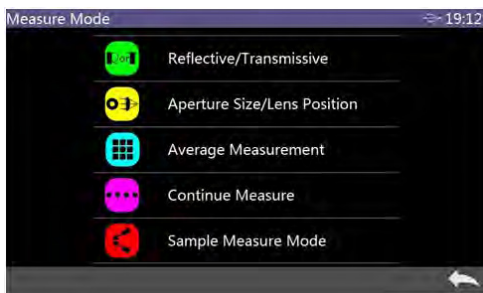 Measure Mode 19:12
Reflective/Transmissive
Aperture Size/Lens Position
Average Measurement
Continue Measure
Sample Measure Mode